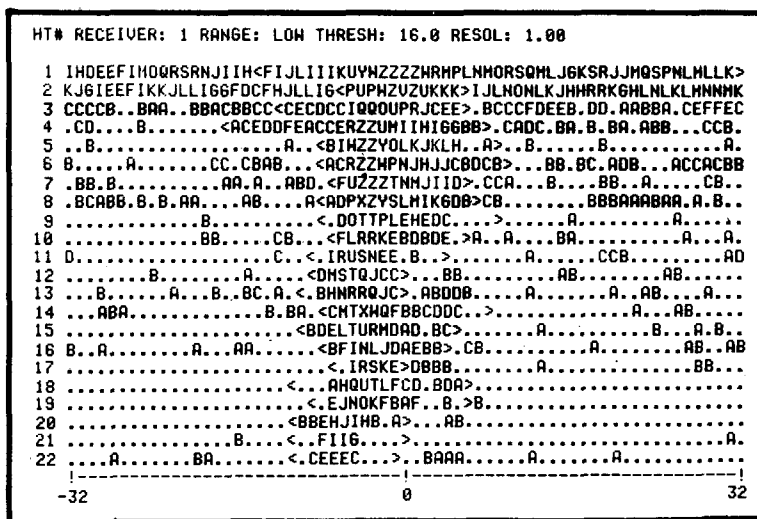 HT# RECEIVER: 1 RANGE: LOW THRESH: 16.0 RESOL: 1.00
1 IHDEEFIMOQRSRNJIIH<FIJLIIIKUYWZZZZWRMPLNMORSQMLJGKSRJJMQSPNLMLLK>
2 KJGIEEFIKKJLLIGGFDCFHJLLIG<PUPWZVZUKKK>IJLNONLKJHHRRKGHLNLKLMNNMK
3 CCCCB..BAA..BBACBBCC<CECDCCIQQOUPRJCEE>.BCCCFDEEB.DD.AABBA.CEFFEC
4 .CD....B.......<ACEDDFEACCERZZUMIIHIGGBB>.CADC.BA.B.BA.ABB...CCB.
5 ..B..................A..<BIWZZYOLKJKLH..A>..B.......B..........A.
6 B.....A.......CC.CBAB...<ACRZZWPNJHJJCBDCB>...BB.BC.ADB...ACCACBB
7 .BB.B..........AA.A..ABD.<FUZZZTNMJIID>.CCA...B.....BB..A.....CB..
8 .BCABB.B.B.AA....AB....A<ADPXZYSLMIKGDB>CB........BBBAAABAA.A.B..
9 .............B..........<.DOTTPLEHEDC....>......A.........A......
10 .............BB.....CB..<FLRRKEBDBDE.>A..A....BA..........A...A.
11 D...................C..<.IRUSNEE.B..>.....A.....CCB.........AD
12 ........B........A......<DMSTQJCC>...BB.........AB........AB......
13 ...B......A...B..BC.A.<.BHNRRQJC>.ABDDB.....A......A..AB....A...
14 ...ABA.............B.BA.<CMTXWQFBBCDDC...>.............A...AB.....
15 .......................<BDELTURMDAD.BC>.......A..........B...A.B..
16 B..A........A...AA......<BFINLJDAEBB>.CB..........A........AB..AB
17 .........................<.IRSKE>DBBB........A..............BB...
18 .....................<...AHQUTLFCD.BDA>..........................
19 ........................<.EJNOKFBAF..B.>B.........................
20 ......................<BBEHJIHB.A>...AB...........................
21 ................B....<..FIIG....>..............................A.
22 ....A.......BA.......<.CEEEC...>..BAAA.....A.......A.............
-32 0 32